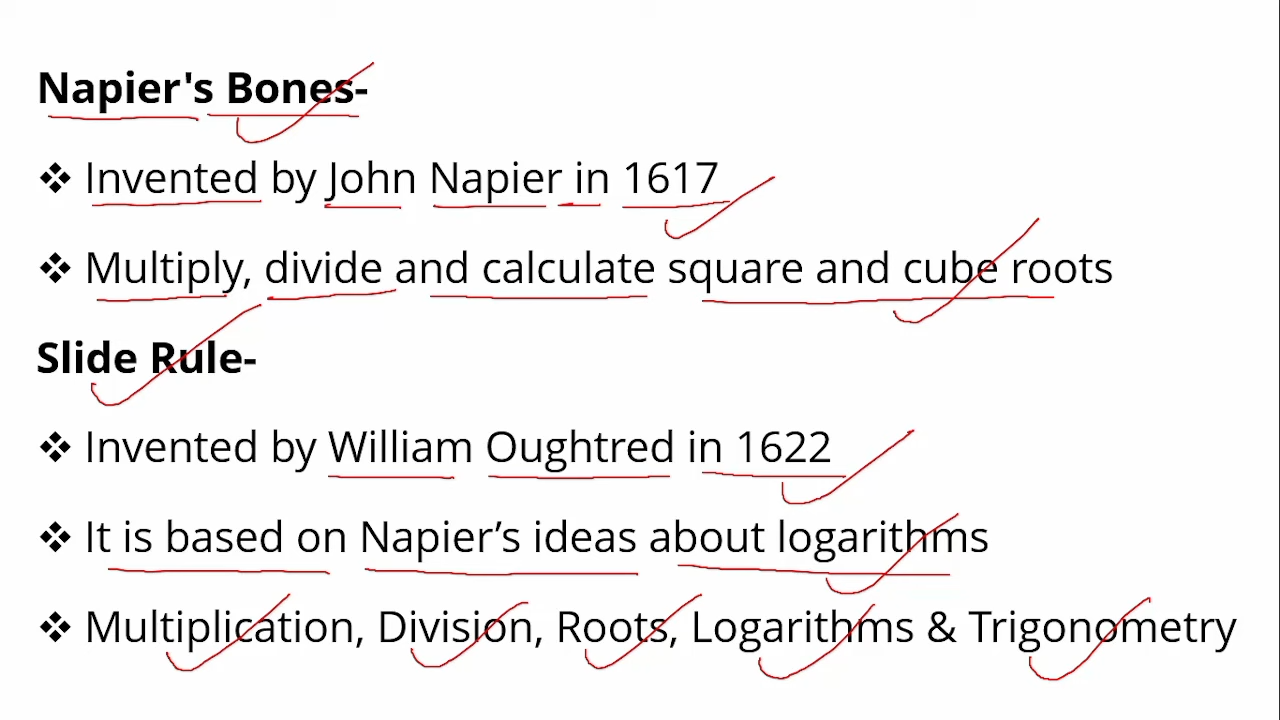 Napier's Bones-
❖ Invented by John Napier in 1617
❖ Multiply, divide and calculate square and cube roots
Slide Rule-
❖ Invented by William Oughtred in 1622
❖ It is based on Napier’s ideas about logarithms
❖ Multiplication, Division, Roots, Logarithms & Trigonometry